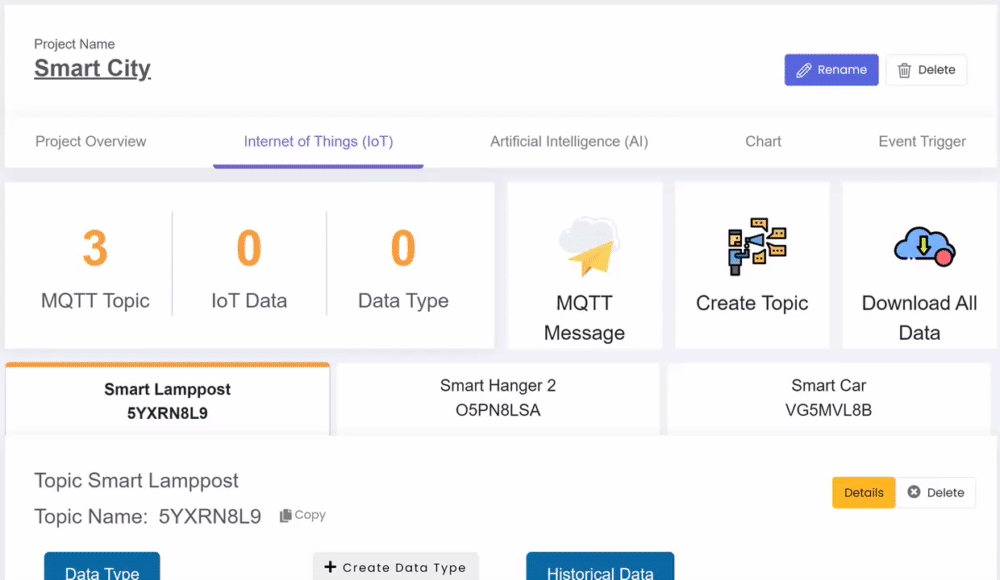 Project Name
Smart City
Rename
Delete
Project Overview
Internet of Things (IoT)
Artificial Intelligence (AI)
Chart
Event Trigger
3
0
0
MQTT Topic
IoT Data
Data Type
MQTT
Message
Create Topic
Download All
Data
Smart Lamppost
5YXRN8L9
Smart Hanger 2
O5PN8LSA
Smart Car
VG5MVL8B
Topic Smart Lamppost
Details
Delete
Topic Name: 5YXRN8L9
Copy
Data Type
Create Data Type
Historical Data